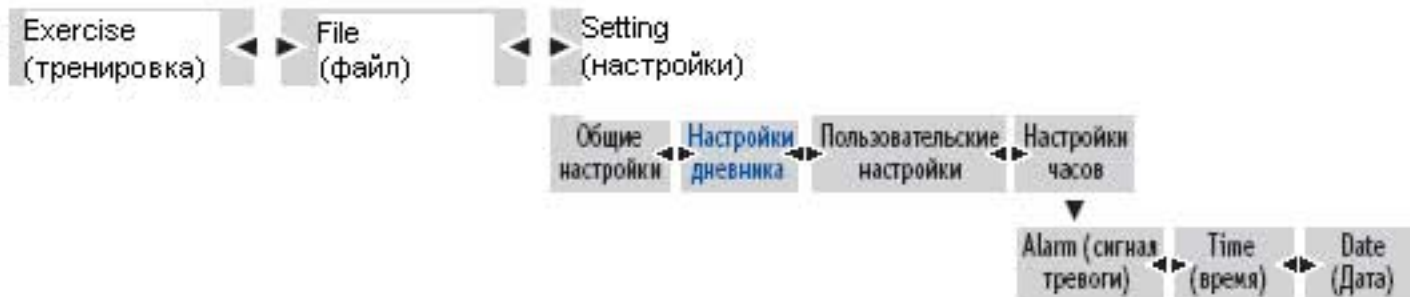 Exercise
(тренировка)
File
(файл)
Setting
(настройки)
Общие
настройки
Настройки
дневника
Пользовательские
настройки
Настройки
часов
Alarm (сигнал
тревоги)
Time
(время)
Date
(Дата)